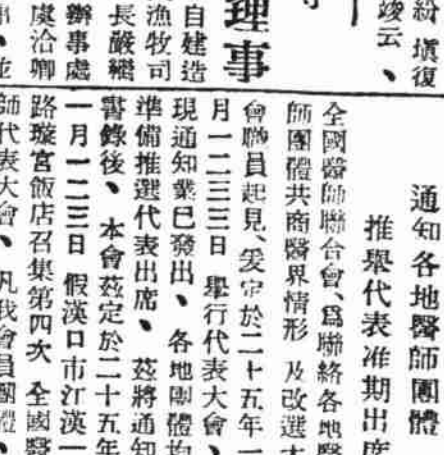 紛 填復
竣云、
理事
自建造
漁牧司
長嚴繼
辦事處
虞洽卿
並
通知各地醫師團體
推舉代表准期出席
全國醫師聯合會、爲聯絡各地醫
師團體共商醫界情形 及改選本
會職員起見、爰定於二十五年一
月一二三日 舉行代表大會、
現通知業已發出、各地團體均
準備推選代表出席、茲將通知
書錄後、本會茲定於二十五年
一月一二三日 假漢口市江漢一
路璇宮飯店召集第四次 全國醫
師代表大會、凡我會員團體、